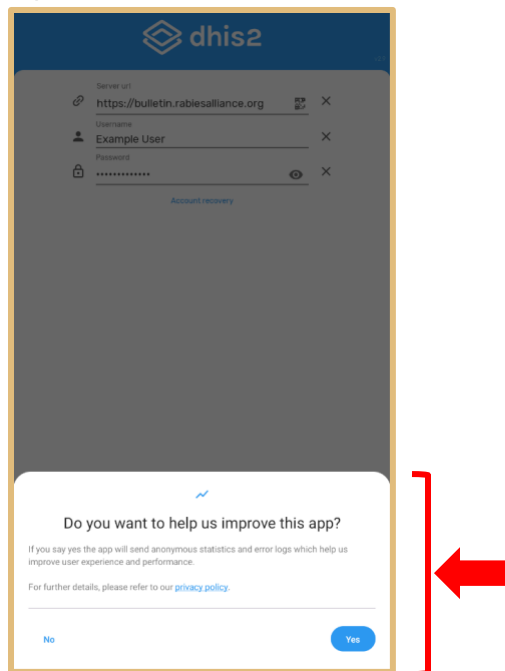 dhis2
Server url
https://bulletin.rabiesalliance.org
Username
Example User
Password
••••••••••••
Account recovery
Do you want to help us improve this app?
If you say yes the app will send anonymous statistics and error logs which help us
improve user experience and performance.
For further details, please refer to our privacy policy.
No
Yes